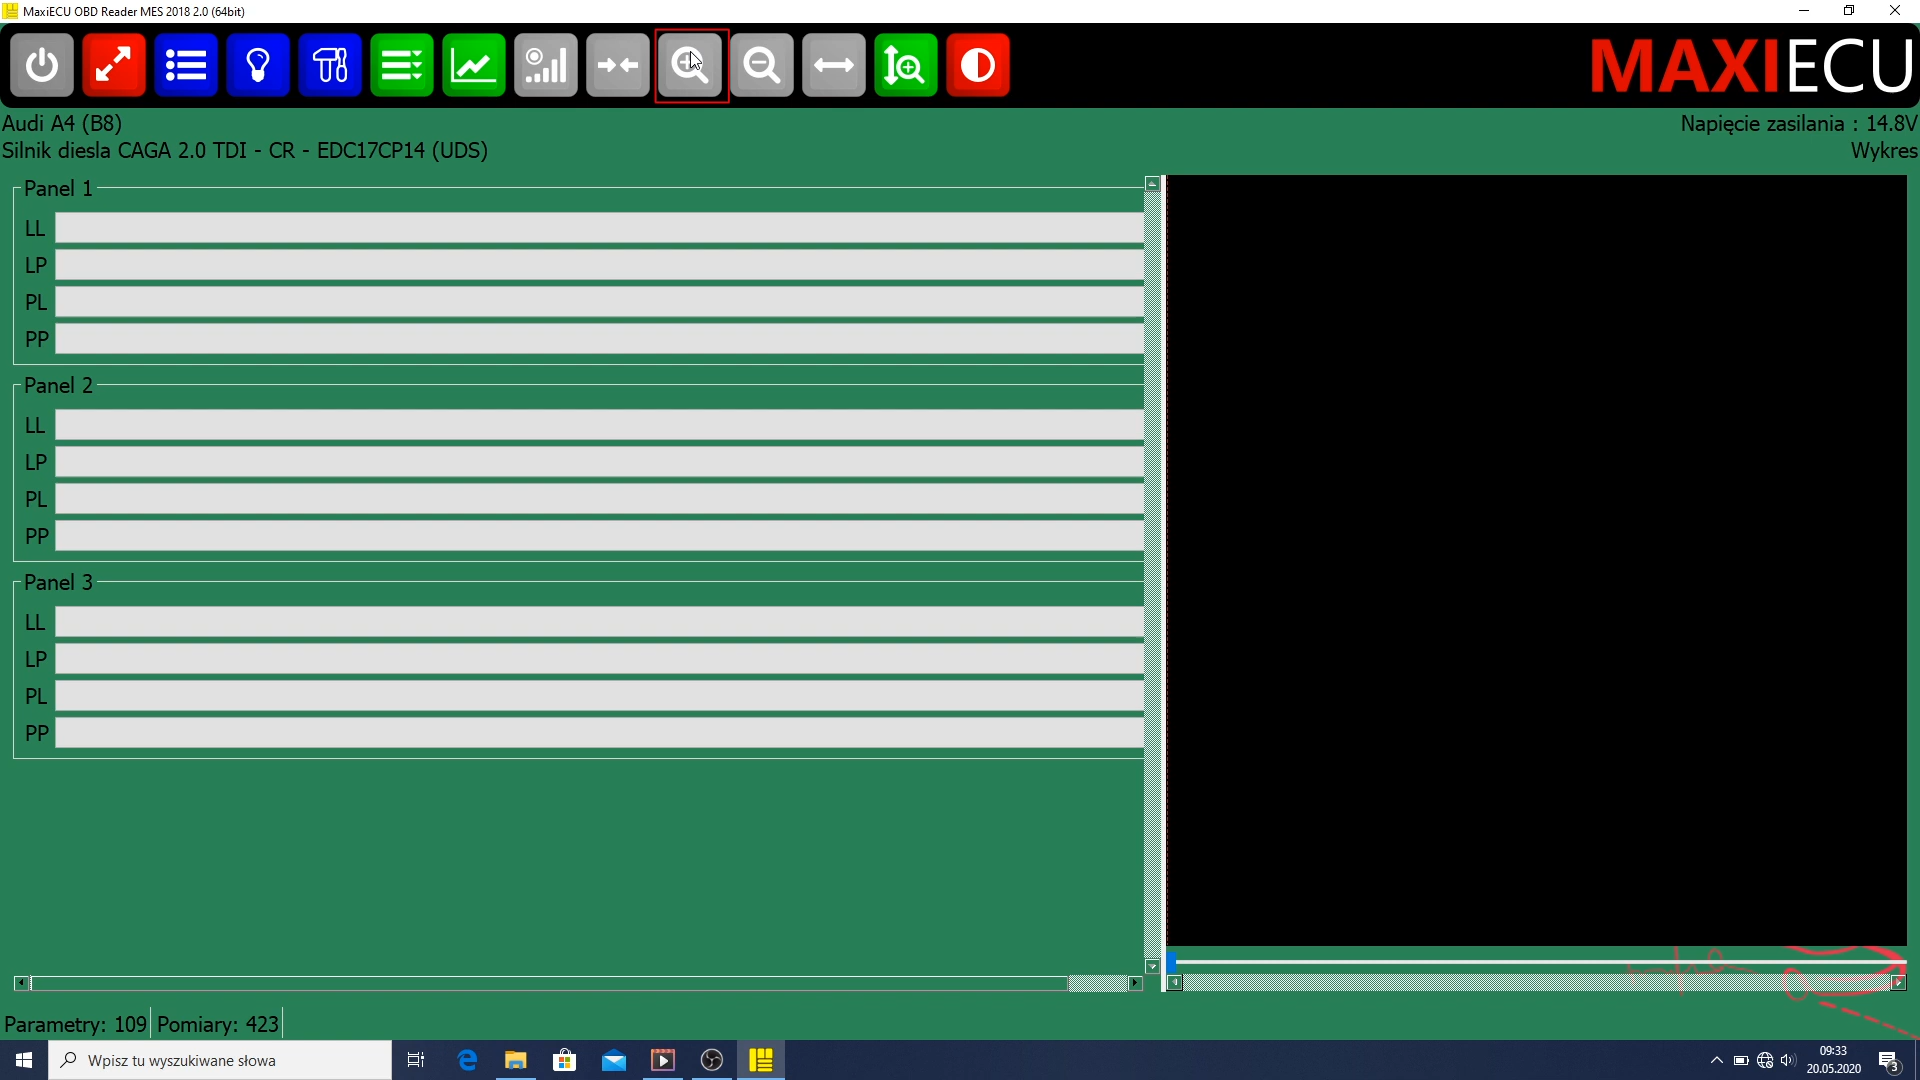 MaxiECU OBD Reader MES 2018 2.0 (64bit)
MAXIECU
Audi A4 (B8)
Napięcie zasilania : 14.8V
Silnik diesla CAGA 2.0 TDI - CR - EDC17CP14 (UDS)
Wykres
Panel 1
LL
LP
PL
PP
Panel 2
LL
LP
PL
PP
Panel 3
LL
LP
PL
PP
Parametry: 109
Pomiary: 423
Wpisz tu wyszukiwane słowa
09:33
20.05.2020
3